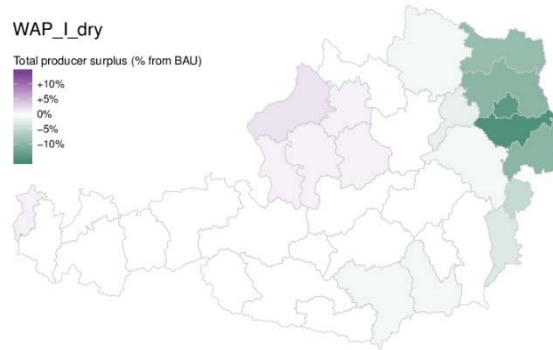 WAP_I_dry
Total producer surplus (% from BAU)
+10%
+5%
0%
−5%
−10%